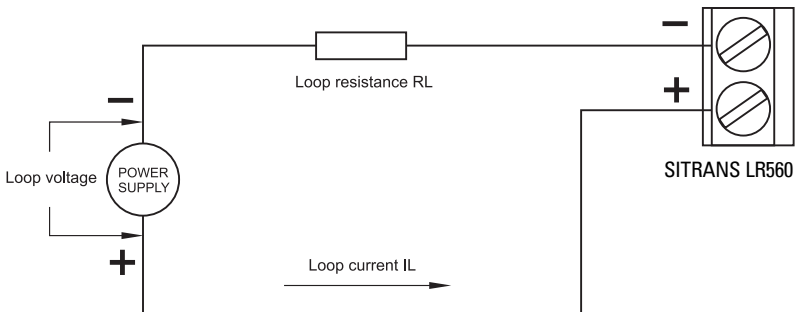 −
Loop resistance RL
−
+
Loop voltage
POWER
SUPPLY
SITRANS LR560
+
Loop current IL